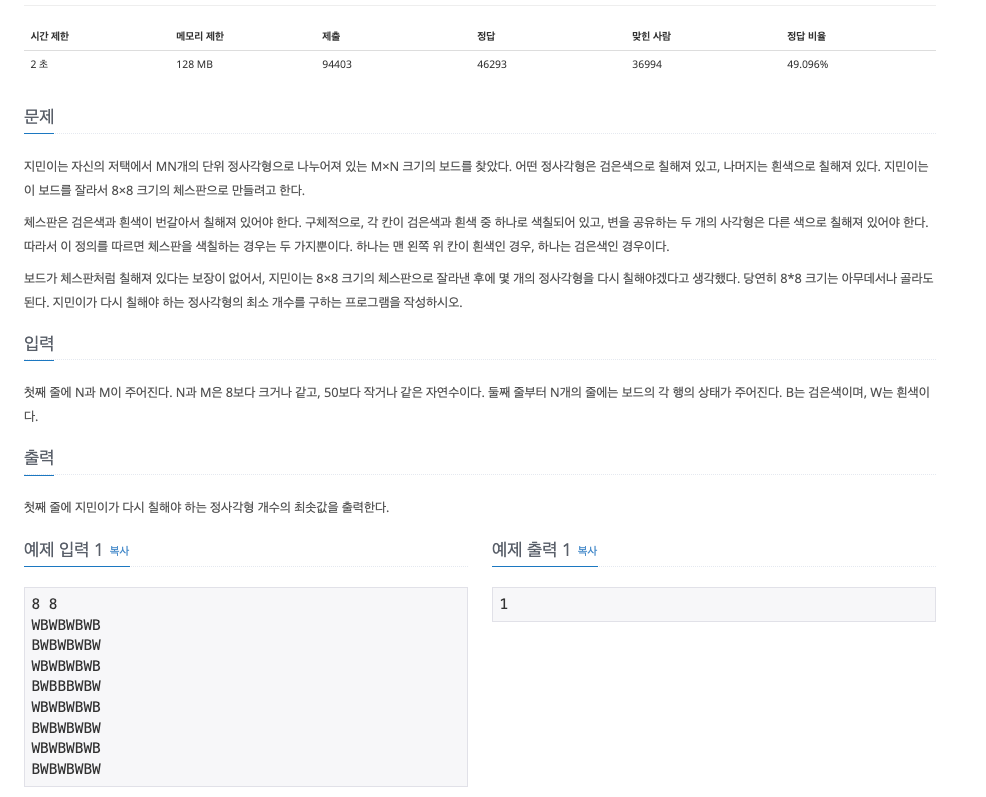 시간 제한 메모리 제한 제출 정답 맞힌 사람 정답 비율
2 초 128 MB 94403 46293 36994 49.096%
문제
지민이는 자신의 저택에서 MN개의 단위 정사각형으로 나누어져 있는 M×N 크기의 보드를 찾았다. 어떤 정사각형은 검은색으로 칠해져 있고, 나머지는 흰색으로 칠해져 있다. 지민이는
이 보드를 잘라서 8×8 크기의 체스판으로 만들려고 한다.
체스판은 검은색과 흰색이 번갈아서 칠해져 있어야 한다. 구체적으로, 각 칸이 검은색과 흰색 중 하나로 색칠되어 있고, 변을 공유하는 두 개의 사각형은 다른 색으로 칠해져 있어야 한다.
따라서 이 정의를 따르면 체스판을 색칠하는 경우는 두 가지뿐이다. 하나는 맨 왼쪽 위 칸이 흰색인 경우, 하나는 검은색인 경우이다.
보드가 체스판처럼 칠해져 있다는 보장이 없어서, 지민이는 8×8 크기의 체스판으로 잘라낸 후에 몇 개의 정사각형을 다시 칠해야겠다고 생각했다. 당연히 8*8 크기는 아무데서나 골라도
된다. 지민이가 다시 칠해야 하는 정사각형의 최소 개수를 구하는 프로그램을 작성하시오.
입력
첫째 줄에 N과 M이 주어진다. N과 M은 8보다 크거나 같고, 50보다 작거나 같은 자연수이다. 둘째 줄부터 N개의 줄에는 보드의 각 행의 상태가 주어진다. B는 검은색이며, W는 흰색이
다.
출력
첫째 줄에 지민이가 다시 칠해야 하는 정사각형 개수의 최솟값을 출력한다.
예제 입력 1 복사
8 8
WBWBWBWB
BWBWBWBW
WBWBWBWB
BWBBBWBW
WBWBWBWB
BWBWBWBW
WBWBWBWB
BWBWBWBW
예제 출력 1 복사
1